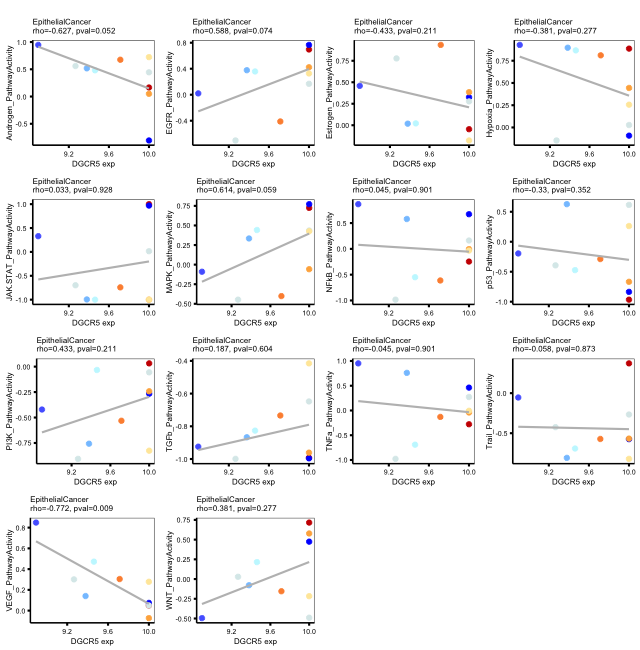 EpithelialCancer
rho=-0.627, pval=0.052
Androgen_PathwayActivity
1.0
0.5
0.0
-0.5
9.2
9.6
10.0
DGCR5 exp
EpithelialCancer
rho=0.588, pval=0.074
EGFR_PathwayActivity
0.8
0.4
0.0
-0.4
9.2
9.6
10.0
DGCR5 exp
EpithelialCancer
rho=-0.433, pval=0.211
Estrogen_PathwayActivity
0.75
0.50
0.25
0.00
9.2
9.6
10.0
DGCR5 exp
EpithelialCancer
rho=-0.381, pval=0.277
Hypoxia_PathwayActivity
0.75
0.50
0.25
0.00
9.2
9.6
10.0
DGCR5 exp
EpithelialCancer
rho=0.033, pval=0.928
JAK.STAT_PathwayActivity
1.0
0.5
0.0
-0.5
-1.0
9.2
9.6
10.0
DGCR5 exp
EpithelialCancer
rho=0.614, pval=0.059
MAPK_PathwayActivity
0.75
0.50
0.25
0.00
-0.25
-0.50
9.2
9.6
10.0
DGCR5 exp
EpithelialCancer
rho=0.045, pval=0.901
NFkB_PathwayActivity
0.5
0.0
-0.5
-1.0
9.2
9.6
10.0
DGCR5 exp
EpithelialCancer
rho=-0.33, pval=0.352
p53_PathwayActivity
0.5
0.0
-0.5
-1.0
9.2
9.6
10.0
DGCR5 exp
EpithelialCancer
rho=0.433, pval=0.211
PI3K_PathwayActivity
0.00
-0.25
-0.50
-0.75
9.2
9.6
10.0
DGCR5 exp
EpithelialCancer
rho=0.187, pval=0.604
TGFb_PathwayActivity
-0.4
-0.6
-0.8
-1.0
9.2
9.6
10.0
DGCR5 exp
EpithelialCancer
rho=-0.045, pval=0.901
TNFa_PathwayActivity
1.0
0.5
0.0
-0.5
-1.0
9.2
9.6
10.0
DGCR5 exp
EpithelialCancer
rho=-0.058, pval=0.873
Trail_PathwayActivity
0.0
-0.5
9.2
9.6
10.0
DGCR5 exp
EpithelialCancer
rho=-0.772, pval=0.009
VEGF_PathwayActivity
0.8
0.6
0.4
0.2
0.0
9.2
9.6
10.0
DGCR5 exp
EpithelialCancer
rho=0.381, pval=0.277
WNT_PathwayActivity
0.75
0.50
0.25
0.00
-0.25
-0.50
9.2
9.6
10.0
DGCR5 exp